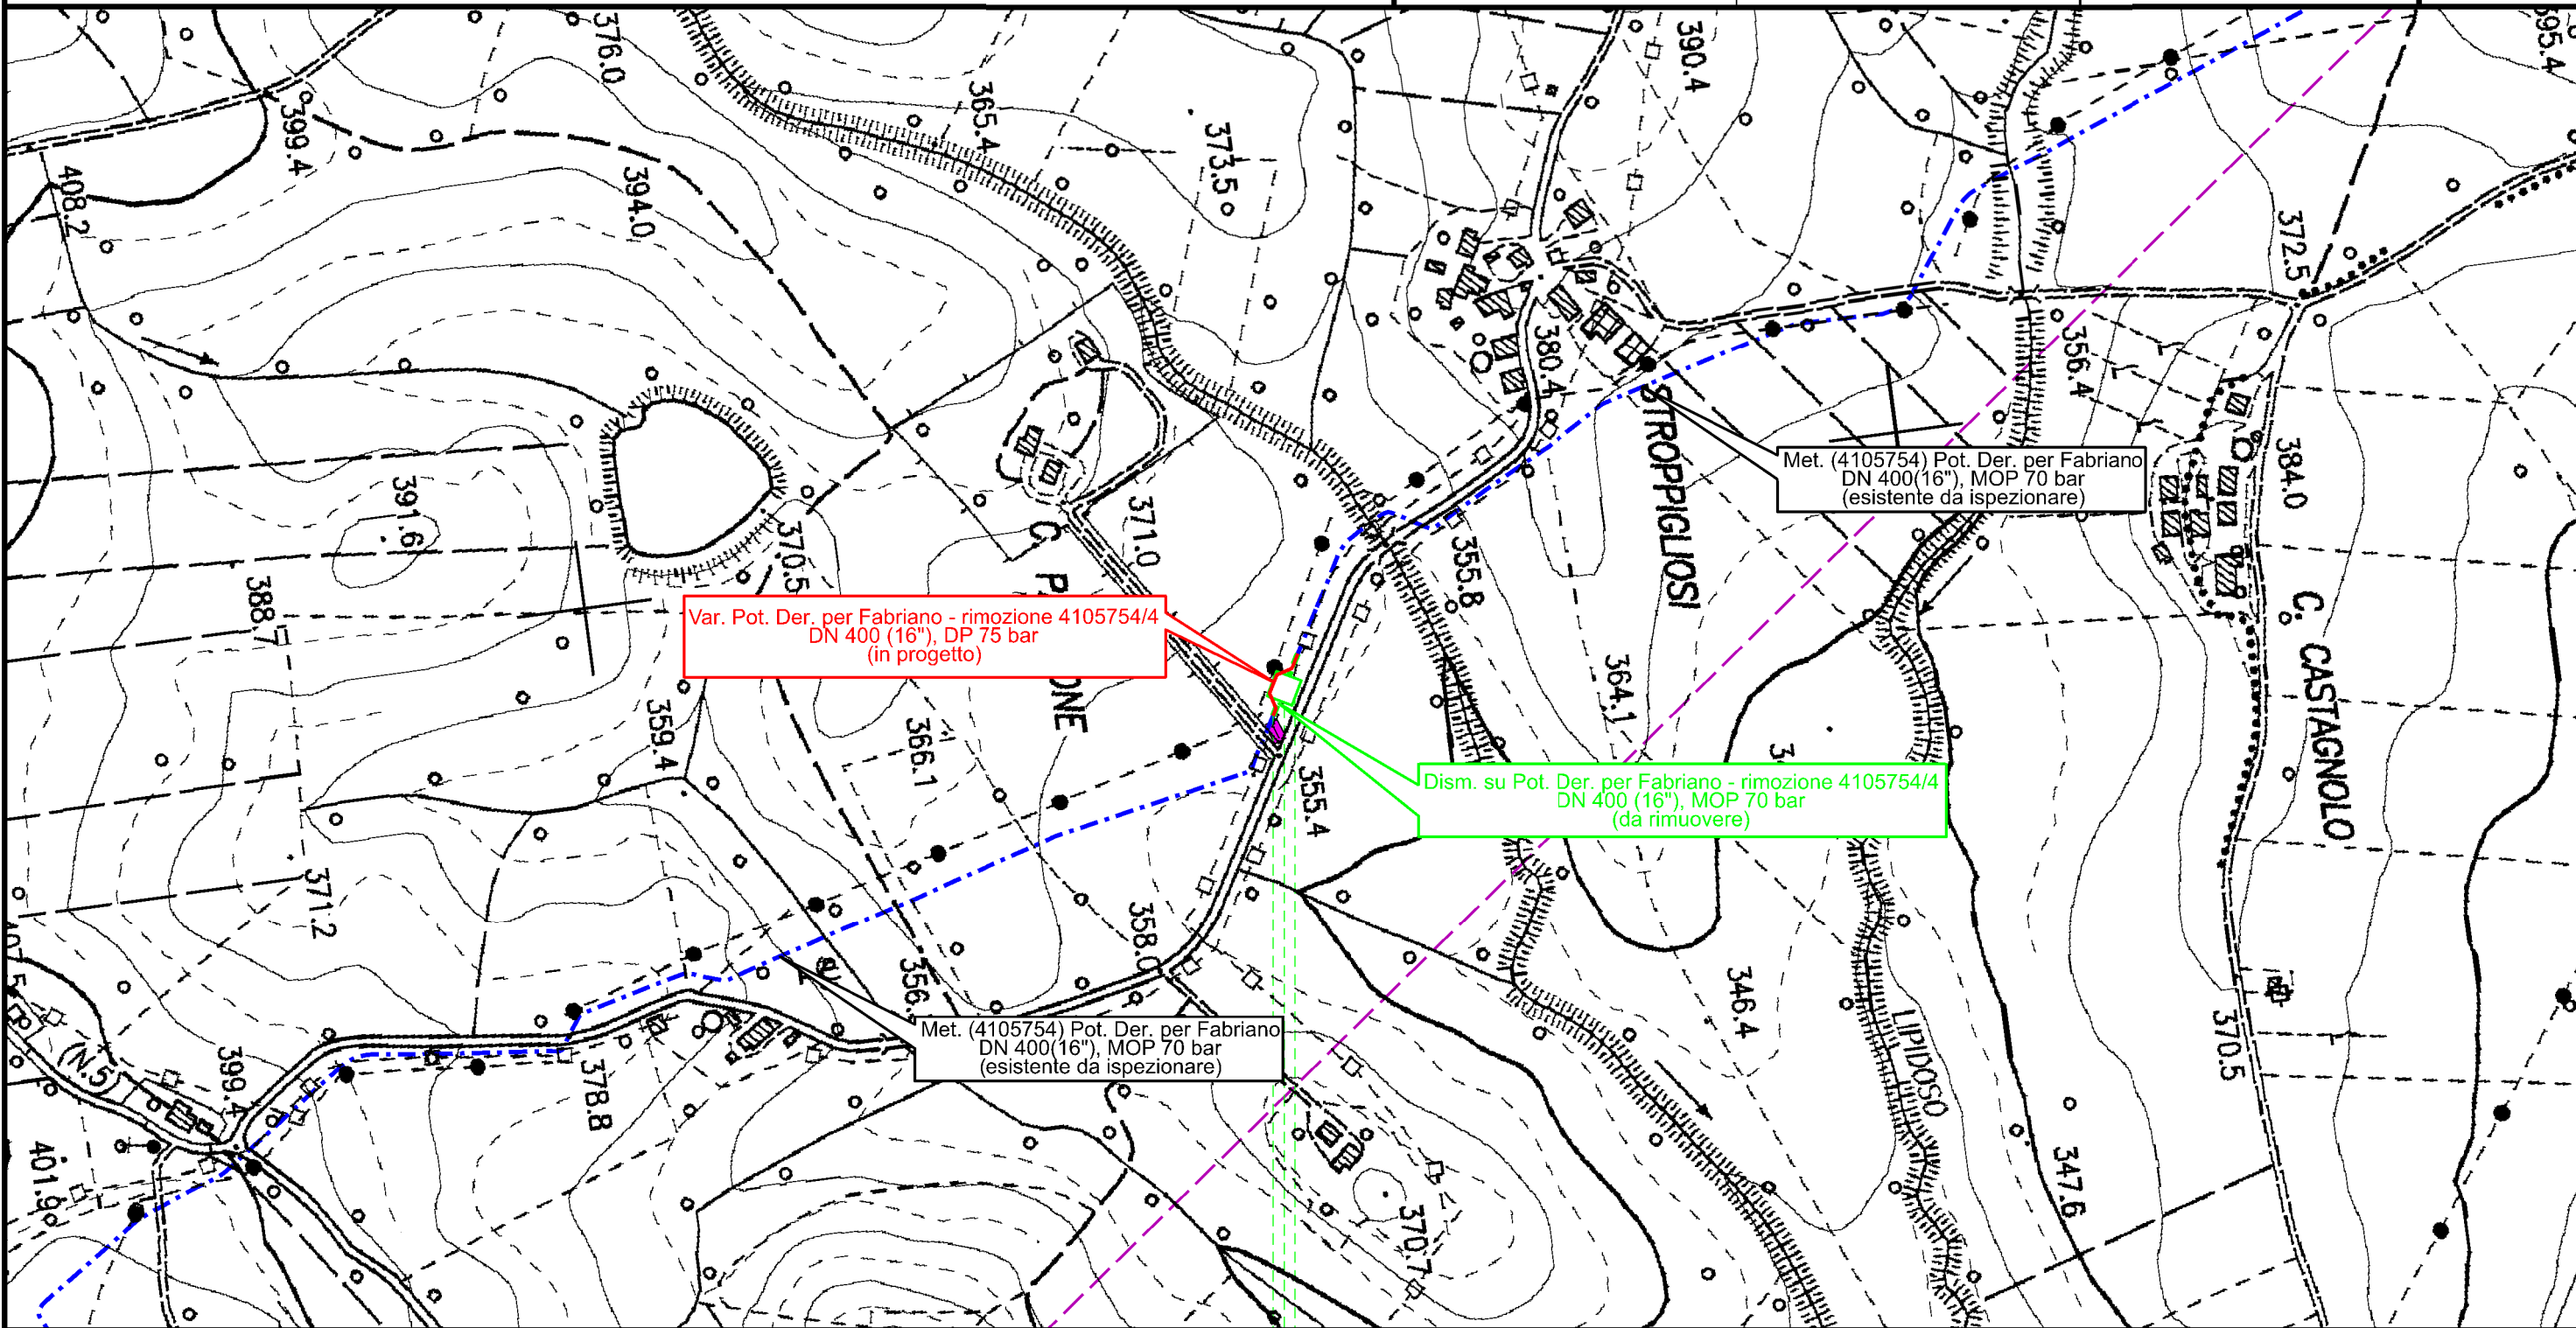 376.0
390.4
395.4
365.4
399.4
373.5
408.2
394.0
372.5
380.4
356.4
STROPPIGLIOSI
Met. (4105754) Pot. Der. per Fabriano
DN 400(16"), MOP 70 bar
(esistente da ispezionare)
384.0
391.6
370.5
C.
371.0
355.8
388.7
Var. Pot. Der. per Fabriano - rimozione 4105754/4
DN 400 (16"), DP 75 bar
(in progetto)
ONE
C. CASTAGNOLO
364.1
359.4
366.1
355.4
Dism. su Pot. Der. per Fabriano - rimozione 4105754/4
DN 400 (16"), MOP 70 bar
(da rimuovere)
371.2
358.0
356.
346.4
LIPIDOSO
370.5
Met. (4105754) Pot. Der. per Fabriano
DN 400(16"), MOP 70 bar
(esistente da ispezionare)
(N.5)
399.4
378.8
401.9
347.6
370.7